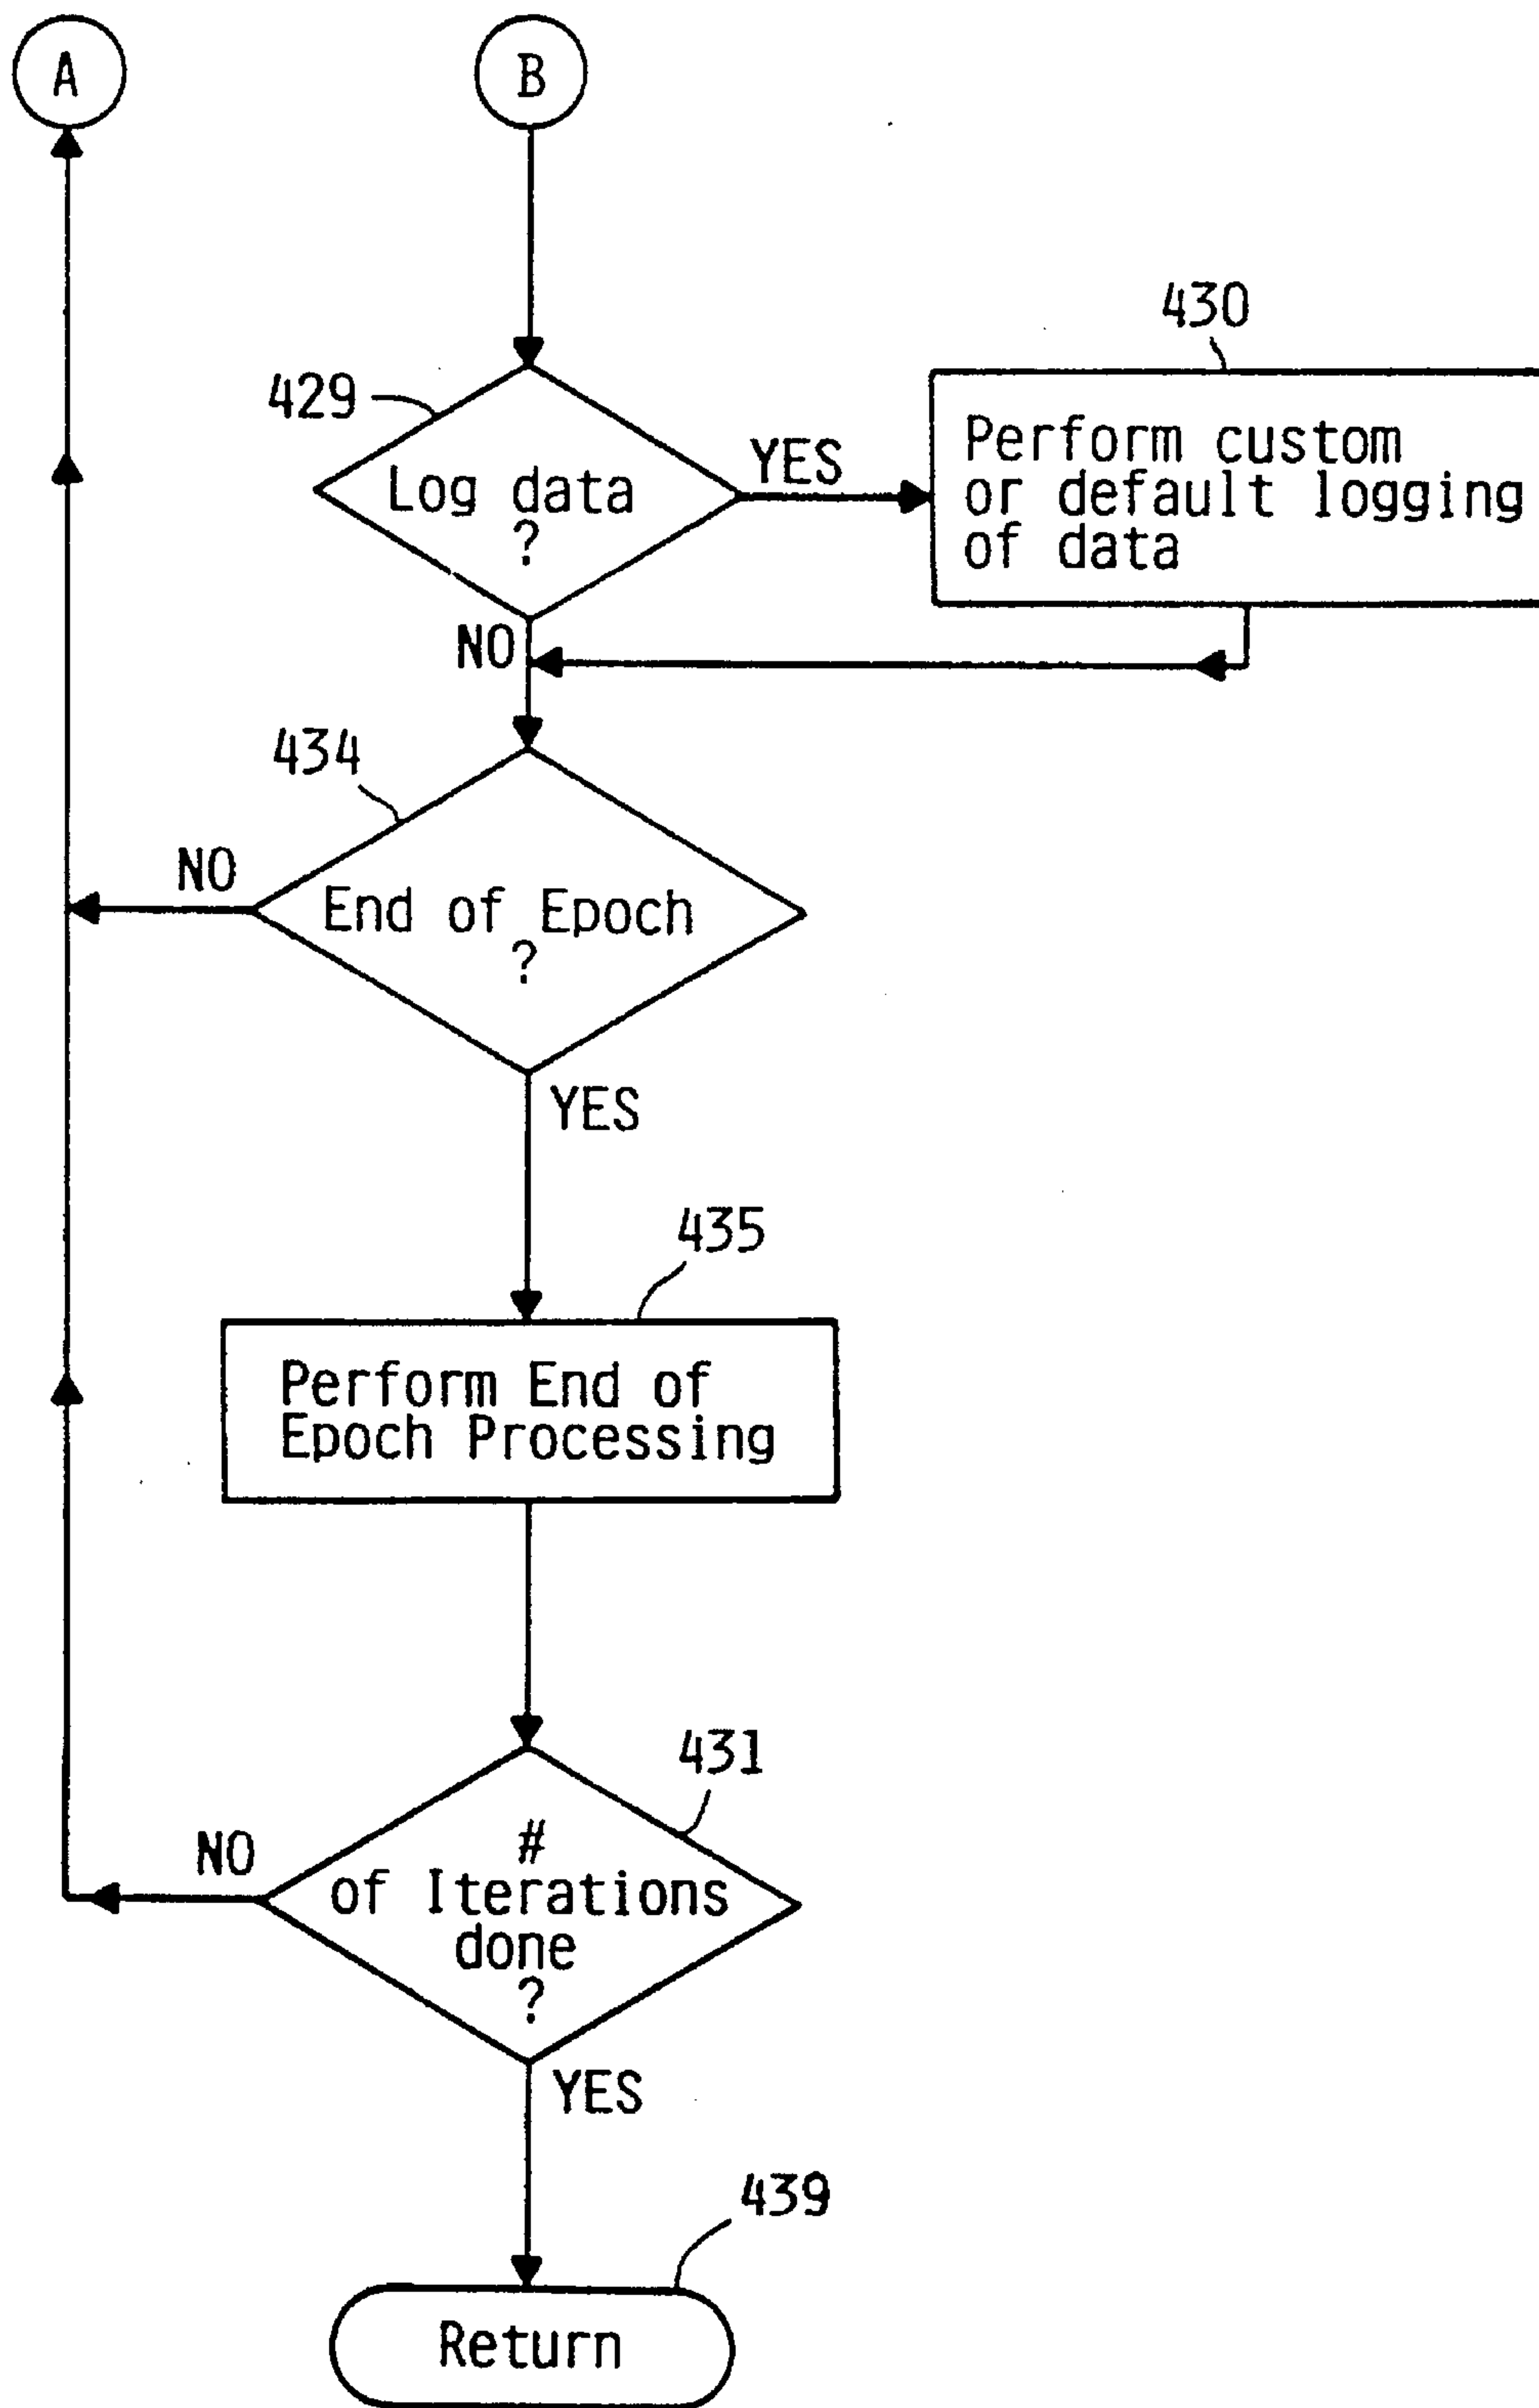 A
B
430
429
YES
Perform custom
or default logging
of data
Log data
?
NO
434
NO
End of Epoch
?
YES
435
Perform End of
Epoch Processing
431
NO
#
of Iterations
done
?
YES
439
Return